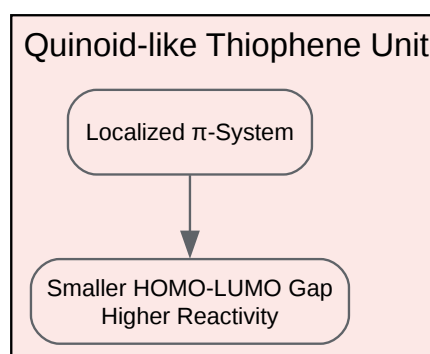 Quinoid-like Thiophene Unit
Localized π-System
Smaller HOMO-LUMO Gap
Higher Reactivity